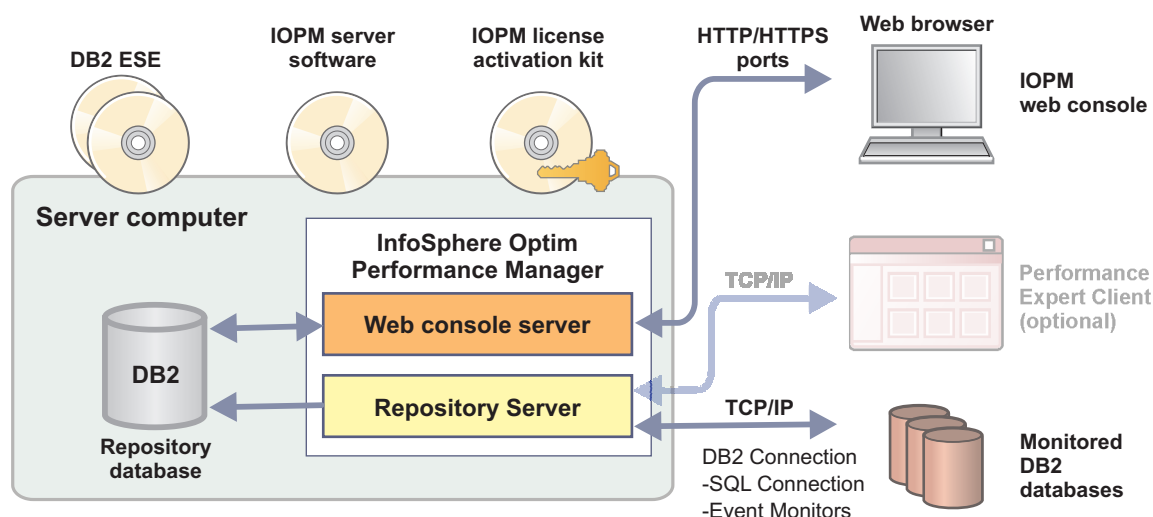 DB2 ESE
IOPM server
software
IOPM license
activation kit
HTTP/HTTPS
ports
Web browser
IOPM
web console
Server computer
InfoSphere Optim
Performance Manager
Web console server
Repository Server
DB2
Repository
database
TCP/IP
Performance
Expert Client
(optional)
TCP/IP
DB2 Connection
-SQL Connection
-Event Monitors
Monitored
DB2
databases